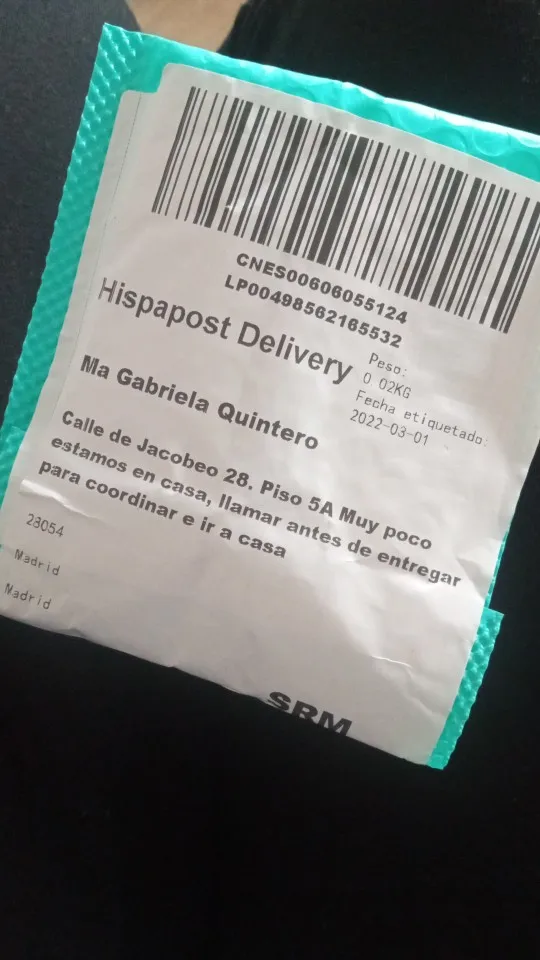 CNES00606055124
LP00498562165532
Hispapost Delivery
Peso:
0.02KG
Fecha etiquetado:
2022-03-01
Ma Gabriela Quintero
Calle de Jacobeo 28. Piso 5A Muy poco
estamos en casa, llamar antes de entregar
para coordinar e ir a casa
28054
Madrid
Madrid
SRM